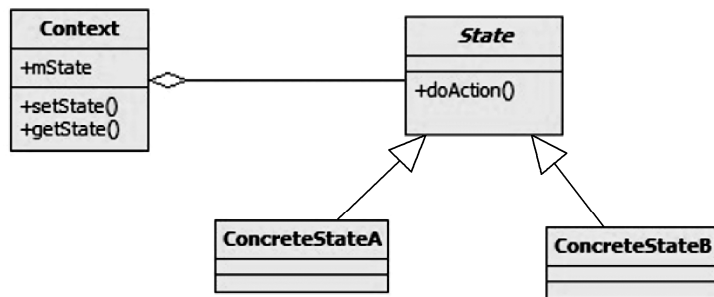 Context
+mState
+setState()
+getState()
State
+doAction()
ConcreteStateA
ConcreteStateB